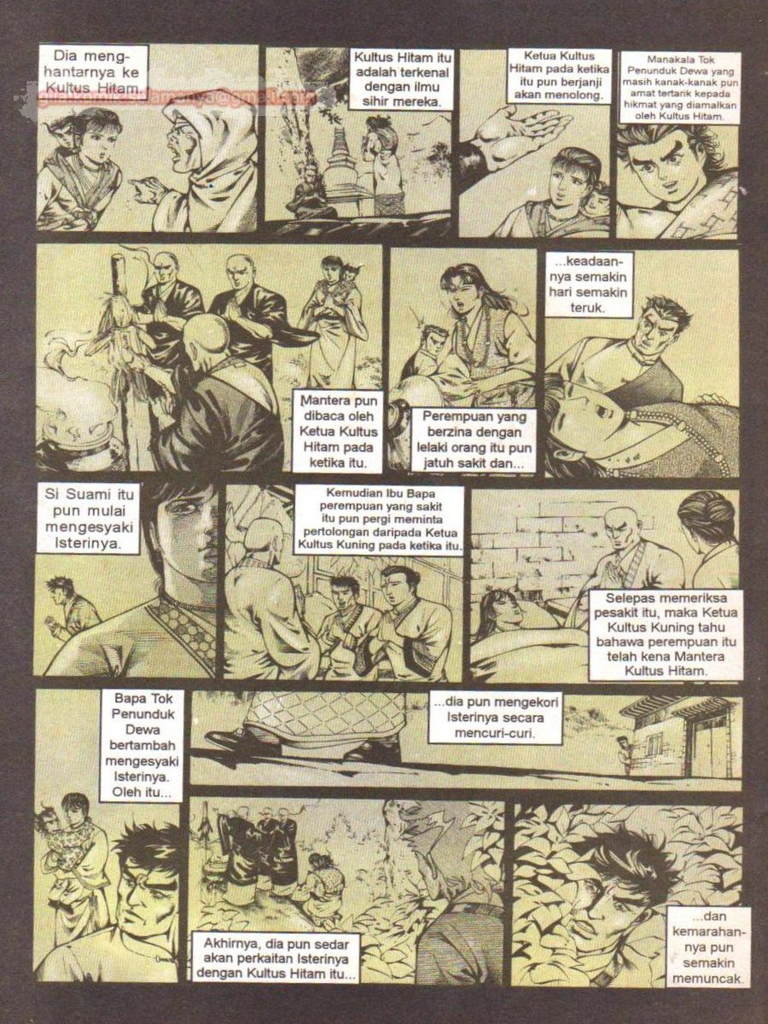 Dia meng-
hantarnya ke
Kultus Hitam.
Kultus Hitam itu
adalah terkenal
dengan ilmu
sihir mereka.
Ketua Kultus
Hitam pada ketika
itu pun berjanji
akan menolong.
Manakala Tok
Penunduk Dewa yang
masih kanak-kanak pun
amat tertarik kepada
hikmat yang diamalkan
oleh Kultus Hitam.
Mantera pun
dibaca oleh
Ketua Kultus
Hitam pada
ketika itu.
Perempuan yang
berzina dengan
lelaki orang itu pun
jatuh sakit dan...
...keadaan-
nya semakin
hari semakin
teruk.
Si Suami itu
pun mulai
mengesyaki
Isterinya.
Kemudian Ibu Bapa
perempuan yang sakit
itu pun pergi meminta
pertolongan daripada Ketua
Kultus Kuning pada ketika itu.
Selepas memeriksa
pesakit itu, maka Ketua
Kultus Kuning tahu
bahawa perempuan itu
telah kena Mantera
Kultus Hitam.
Bapa Tok
Penunduk
Dewa
bertambah
mengesyaki
Isterinya.
Oleh itu...
...dia pun mengekori
Isterinya secara
mencuri-curi.
Akhirnya, dia pun sedar
akan perkaitan Isterinya
dengan Kultus Hitam itu...
...dan
kemarahan-
nya pun
semakin
memuncak.